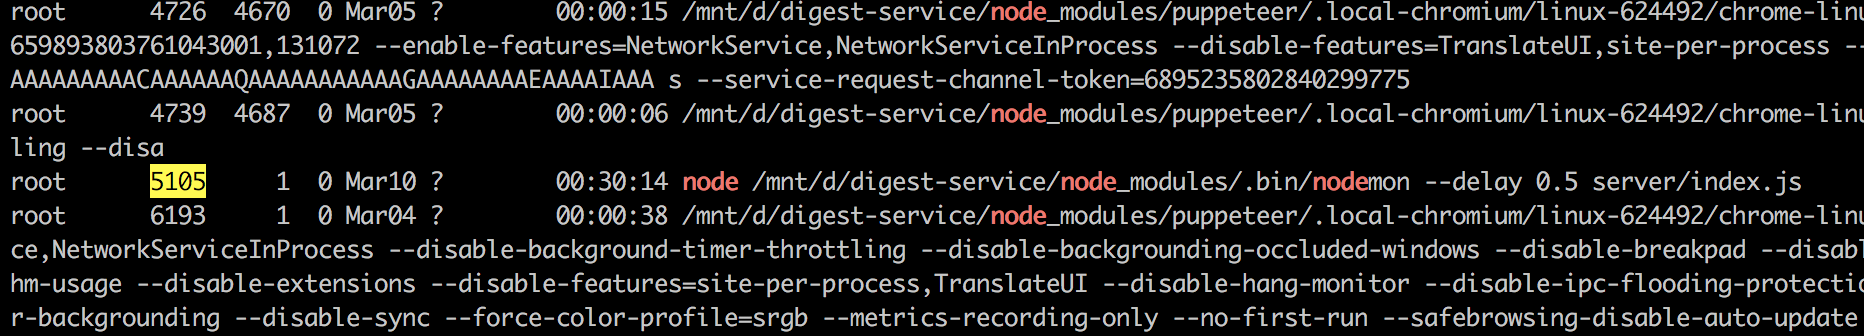 root      4726  4670  0 Mar05 ?        00:00:15 /mnt/d/digest-service/node_modules/puppeteer/.local-chromium/linux-624492/chrome-linu
659893803761043001,131072 --enable-features=NetworkService,NetworkServiceInProcess --disable-features=TranslateUI,site-per-process --
AAAAAAAAACAAAAAAQAAAAAAAAAAAGAAAAAAAAEAAAAIAAA s --service-request-channel-token=6895235802840299775
root      4739  4687  0 Mar05 ?        00:00:06 /mnt/d/digest-service/node_modules/puppeteer/.local-chromium/linux-624492/chrome-linu
ling --disa
root      5105     1  0 Mar10 ?        00:30:14 node /mnt/d/digest-service/node_modules/.bin/nodemon --delay 0.5 server/index.js
root      6193     1  0 Mar04 ?        00:00:38 /mnt/d/digest-service/node_modules/puppeteer/.local-chromium/linux-624492/chrome-linu
ce,NetworkServiceInProcess --disable-background-timer-throttling --disable-backgrounding-occluded-windows --disable-breakpad --disabl
hm-usage --disable-extensions --disable-features=site-per-process,TranslateUI --disable-hang-monitor --disable-ipc-flooding-protectio
r-backgrounding --disable-sync --force-color-profile=srgb --metrics-recording-only --no-first-run --safebrowsing-disable-auto-update